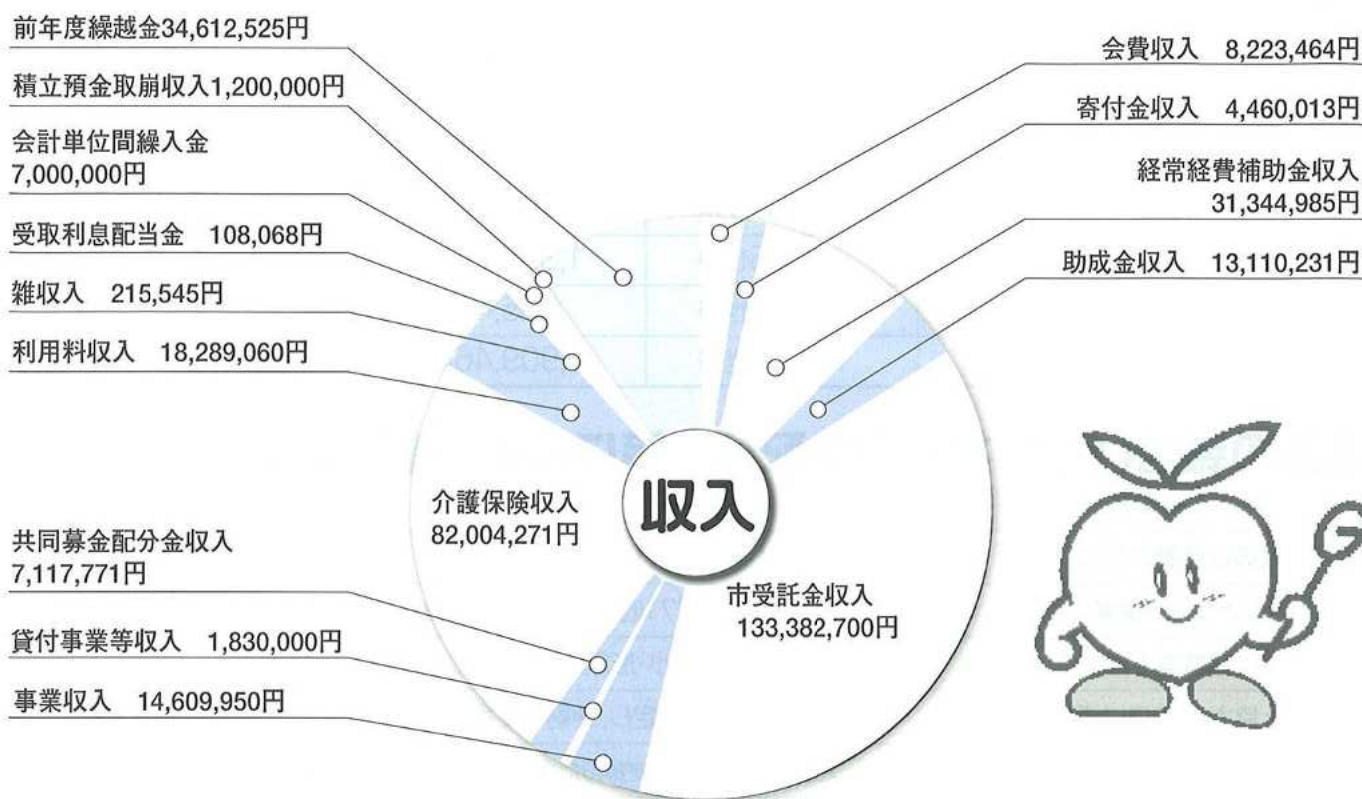 前年度繰越金34,612,525円
積立預金取崩収入1,200,000円
会計単位間繰入金
7,000,000円
受取利息配当金 108,068円
雑収入 215,545円
利用料収入 18,289,060円
共同募金配分金収入
7,117,771円
貸付事業等収入 1,830,000円
事業収入 14,609,950円
会費収入 8,223,464円
寄付金収入 4,460,013円
経常経費補助金収入
31,344,985円
助成金収入 13,110,231円
介護保険収入
82,004,271円
収入
市受託金収入
133,382,700円